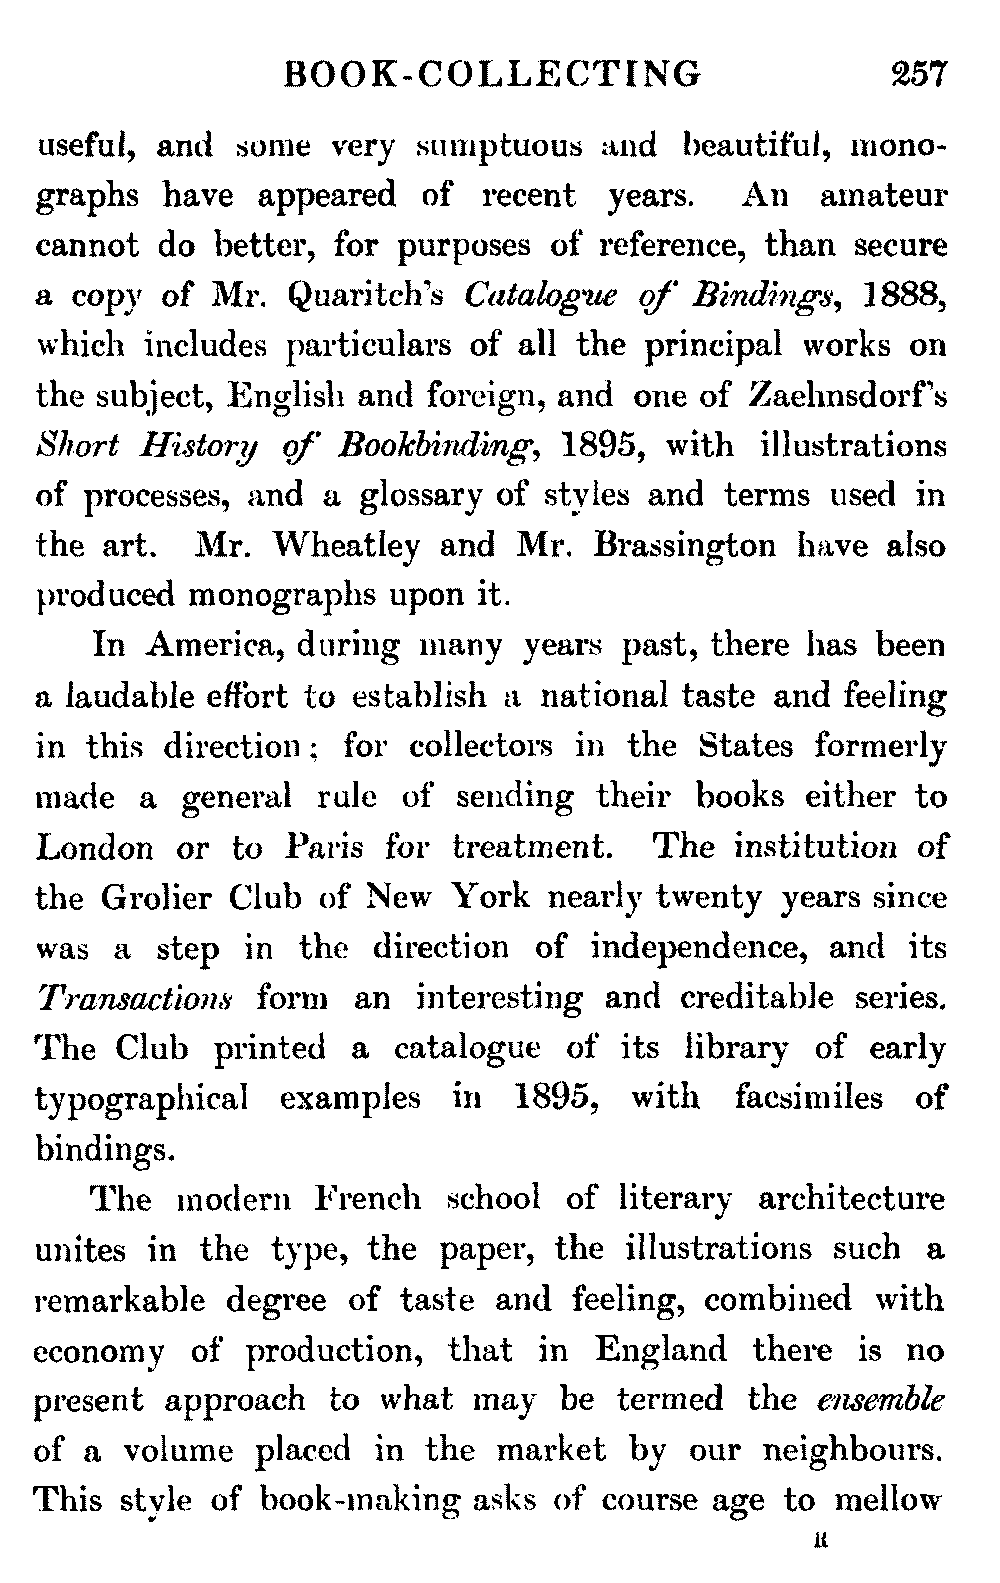 BOOK-COLLECTING 257
useful, and some very sumptuous and beautiful, mono-
graphs have appeared of recent years. An amateur
cannot do better, for purposes of reference, than secure
a copy of Mr. Quaritch's Catalogue of Bindings, 1888,
which includes particulars of all the principal works on
the subject, English and foreign, and one of Zaehnsdorf's
Short History of Bookbinding, 1895, with illustrations
of processes, and a glossary of styles and terms used in
the art. Mr. Wheatley and Mr. Brassington have also
produced monographs upon it.
In America, during many years past, there has been
a laudable effort to establish a national taste and feeling
in this direction; for collectors in the States formerly
made a general rule of sending their books either to
London or to Paris for treatment. The institution of
the Grolier Club of New York nearly twenty years since
was a step in the direction of independence, and its
Transactions form an interesting and creditable series.
The Club printed a catalogue of its library of early
typographical examples in 1895, with facsimiles of
bindings.
The modern French school of literary architecture
unites in the type, the paper, the illustrations such a
remarkable degree of taste and feeling, combined with
economy of production, that in England there is no
present approach to what may be termed the ensemble
of a volume placed in the market by our neighbours.
This style of book-making asks of course age to mellow
R